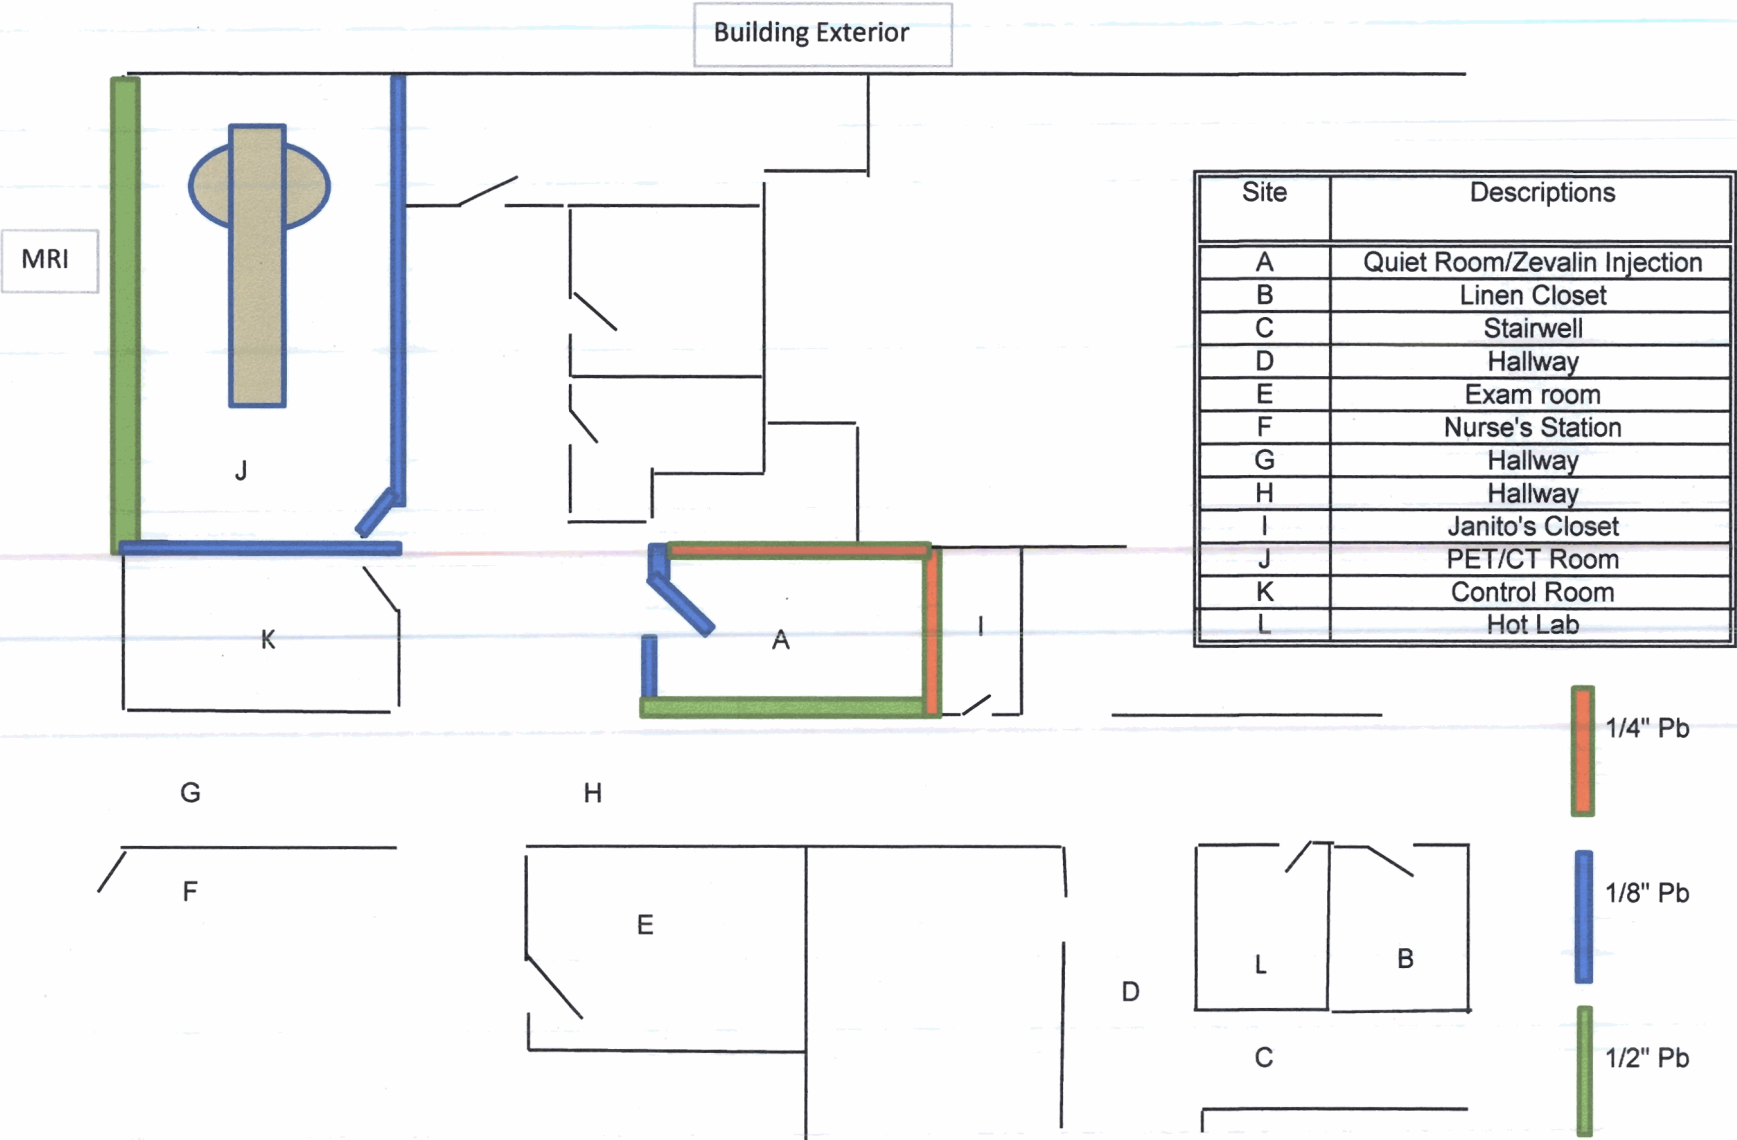 Building Exterior
MRI
Site Descriptions
A Quiet Room/Zevalin Injection
B Linen Closet
C Stairwell
D Hallway
E Exam room
F Nurse's Station
G Hallway
H Hallway
I Janito's Closet
J PET/CT Room
K Control Room
L Hot Lab
J
K
A
I
1/4" Pb
G
H
F
E
1/8" Pb
L
B
D
C
1/2" Pb